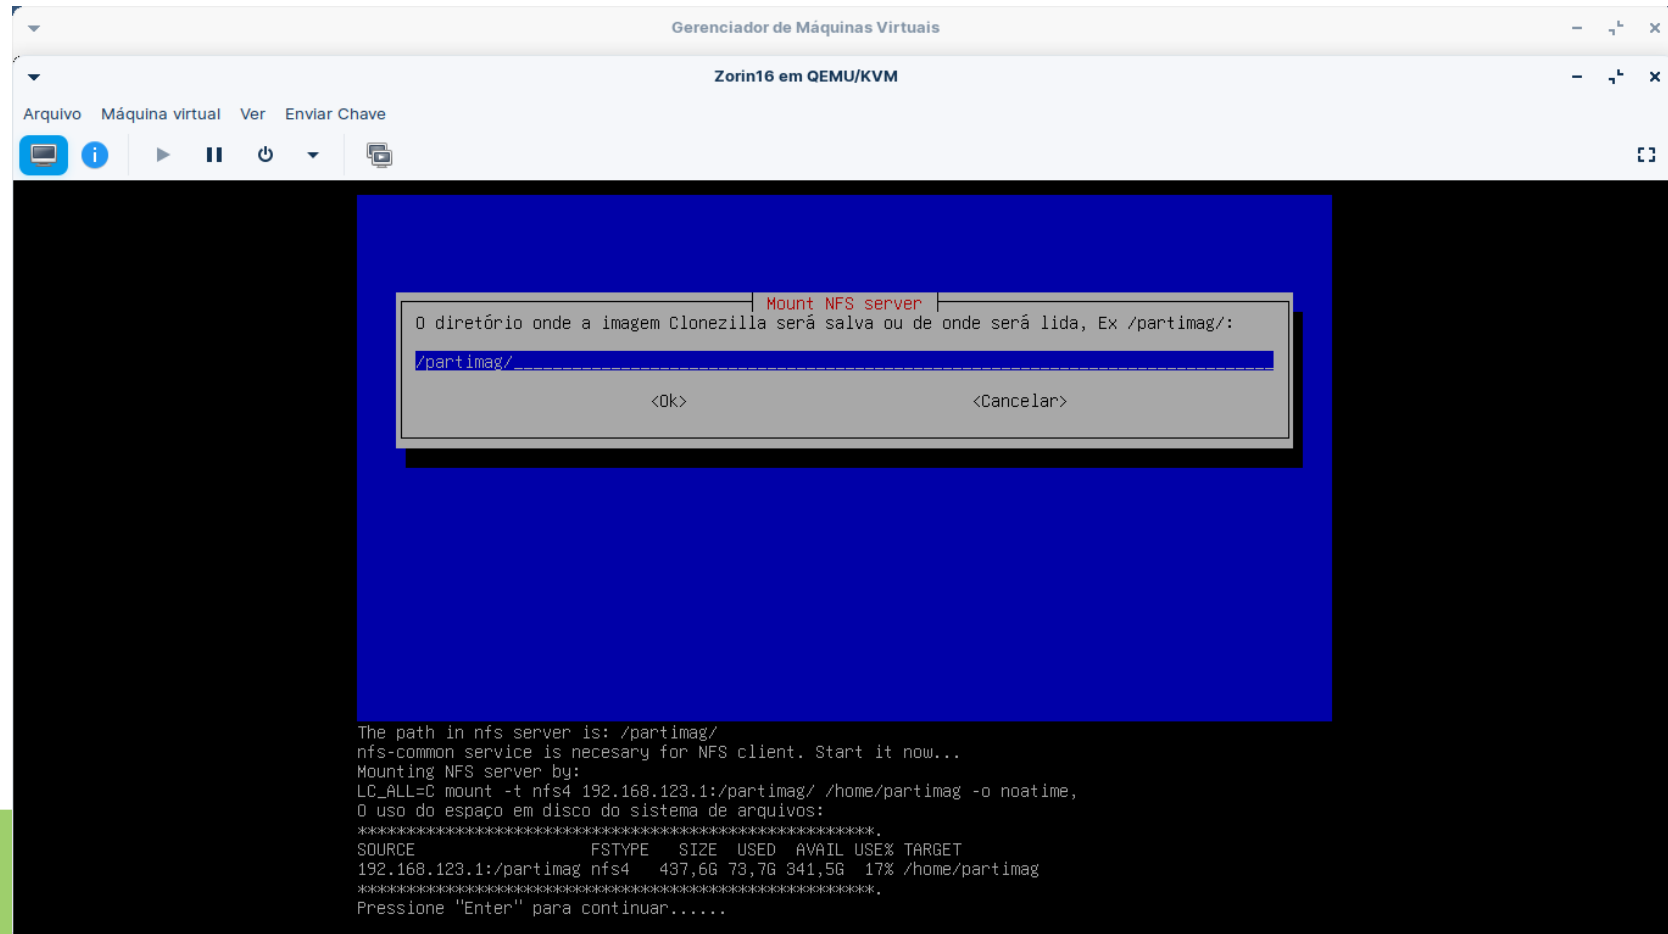 Gerenciador de Máquinas Virtuais
Zorin16 em QEMU/KVM
Arquivo Máquina virtual Ver Enviar Chave
Mount NFS server
O diretório onde a imagem Clonezilla será salva ou de onde será lida, Ex /partimag/:
/partimag/
<Ok> <Cancelar>
The path in nfs server is: /partimag/
nfs-common service is necesary for NFS client. Start it now...
Mounting NFS server by:
LC_ALL=C mount -t nfs4 192.168.123.1:/partimag/ /home/partimag -o noatime,
O uso do espaço em disco do sistema de arquivos:
*****************************************************.
SOURCE FSTYPE SIZE USED AVAIL USE% TARGET
192.168.123.1:/partimag nfs4 437,6G 73,7G 341,5G 17% /home/partimag
*****************************************************.
Pressione "Enter" para continuar......